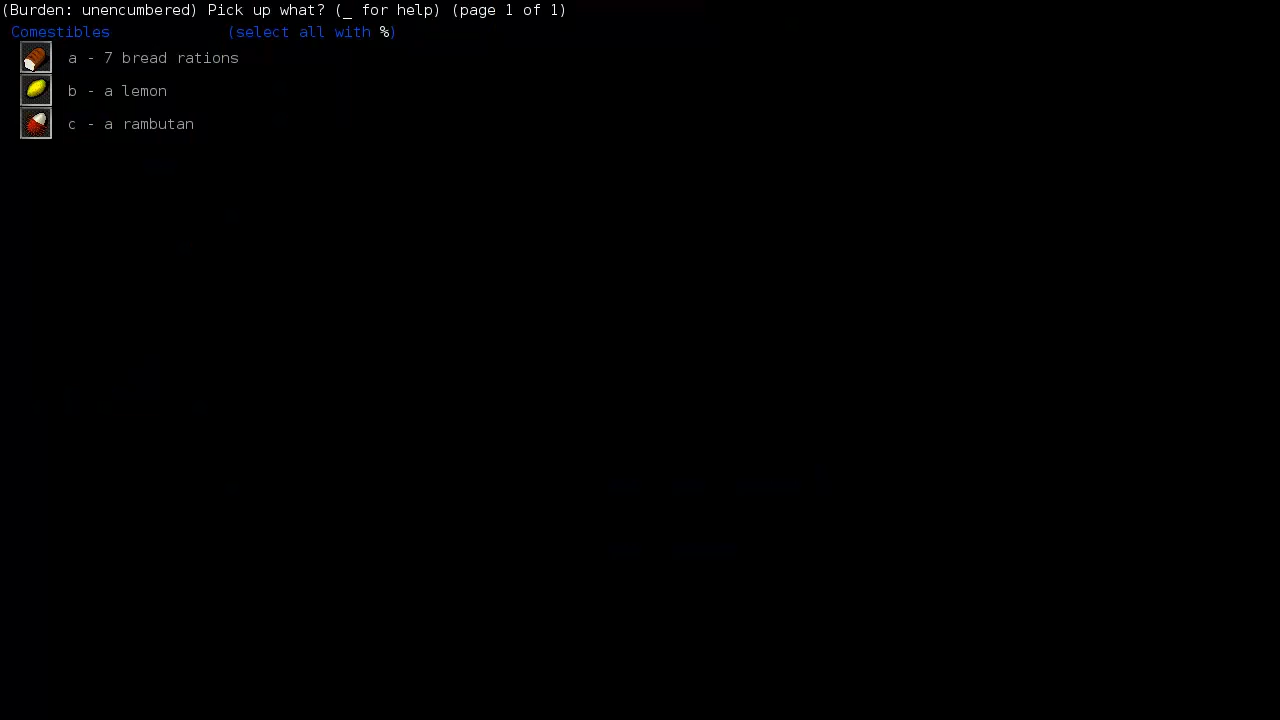 (Burden: unencumbered) Pick up what? (_ for help) (page 1 of 1)
Comestibles (select all with %)
a - 7 bread rations
b - a lemon
c - a rambutan